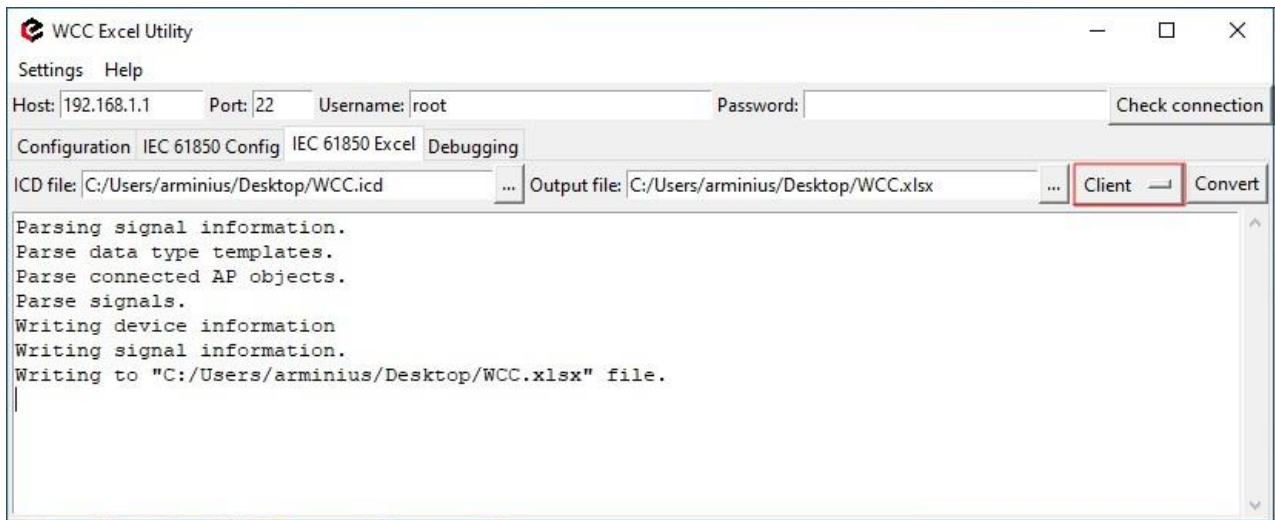 WCC Excel Utility
Settings Help
Host: 192.168.1.1 Port: 22 Username: root Password: Check connection
Configuration IEC 61850 Config IEC 61850 Excel Debugging
ICD file: C:/Users/arminius/Desktop/WCC.icd ... Output file: C:/Users/arminius/Desktop/WCC.xlsx ... Client Convert
Parsing signal information.
Parse data type templates.
Parse connected AP objects.
Parse signals.
Writing device information
Writing signal information.
Writing to "C:/Users/arminius/Desktop/WCC.xlsx" file.